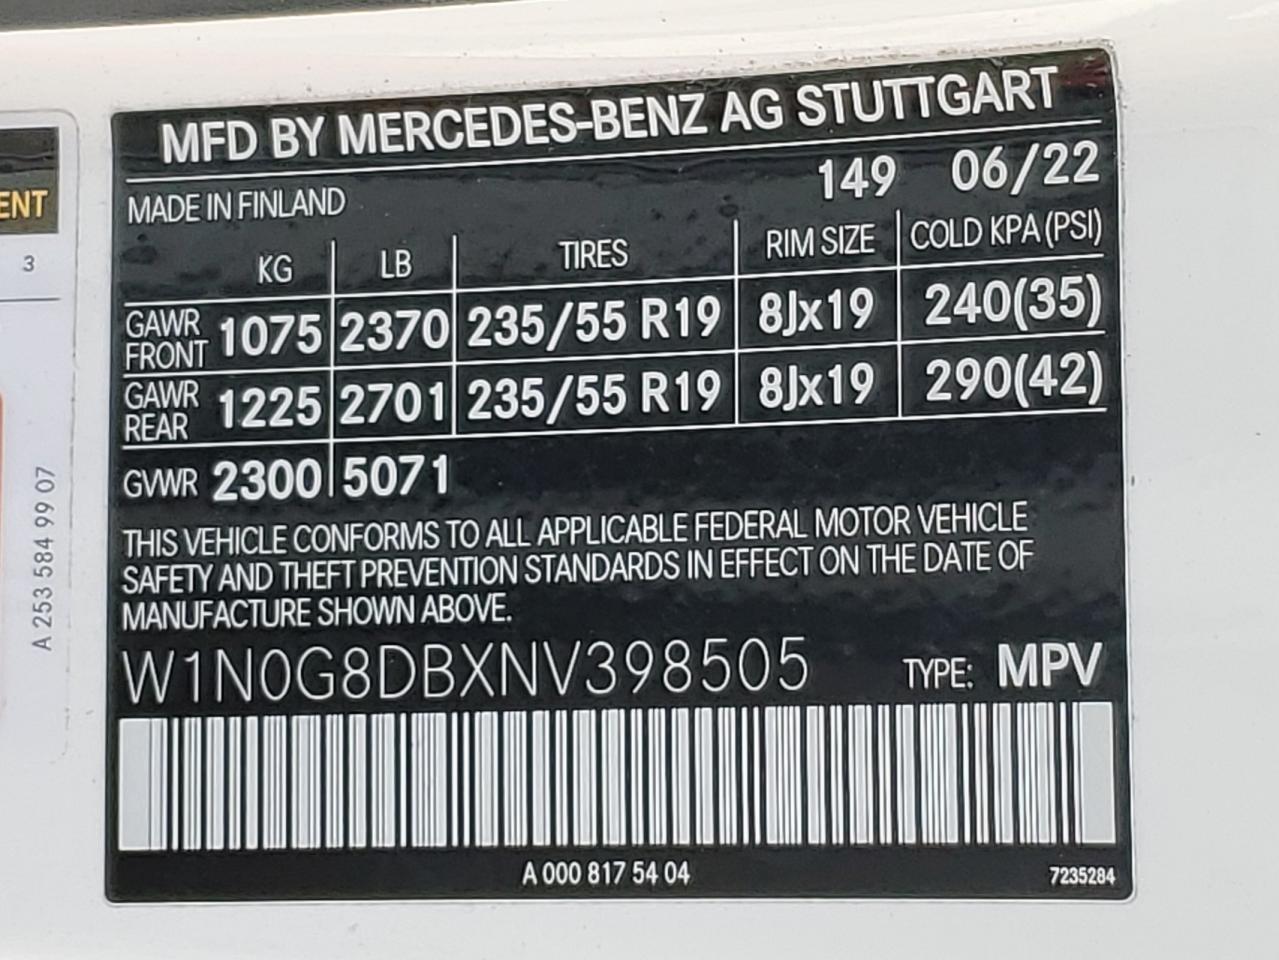 MFD BY MERCEDES-BENZ AG STUTTGART
MADE IN FINLAND 149 06/22
KG LB TIRES RIM SIZE COLD KPA (PSI)
GAWR FRONT 1075 2370 235/55 R19 8Jx19 240(35)
GAWR REAR 1225 2701 235/55 R19 8Jx19 290(42)
GVWR 2300 5071
THIS VEHICLE CONFORMS TO ALL APPLICABLE FEDERAL MOTOR VEHICLE
SAFETY AND THEFT PREVENTION STANDARDS IN EFFECT ON THE DATE OF
MANUFACTURE SHOWN ABOVE.
W1N0G8DBXNV398505 TYPE: MPV
A 000 817 54 04 7235284
ENT
3
A 253 584 99 07